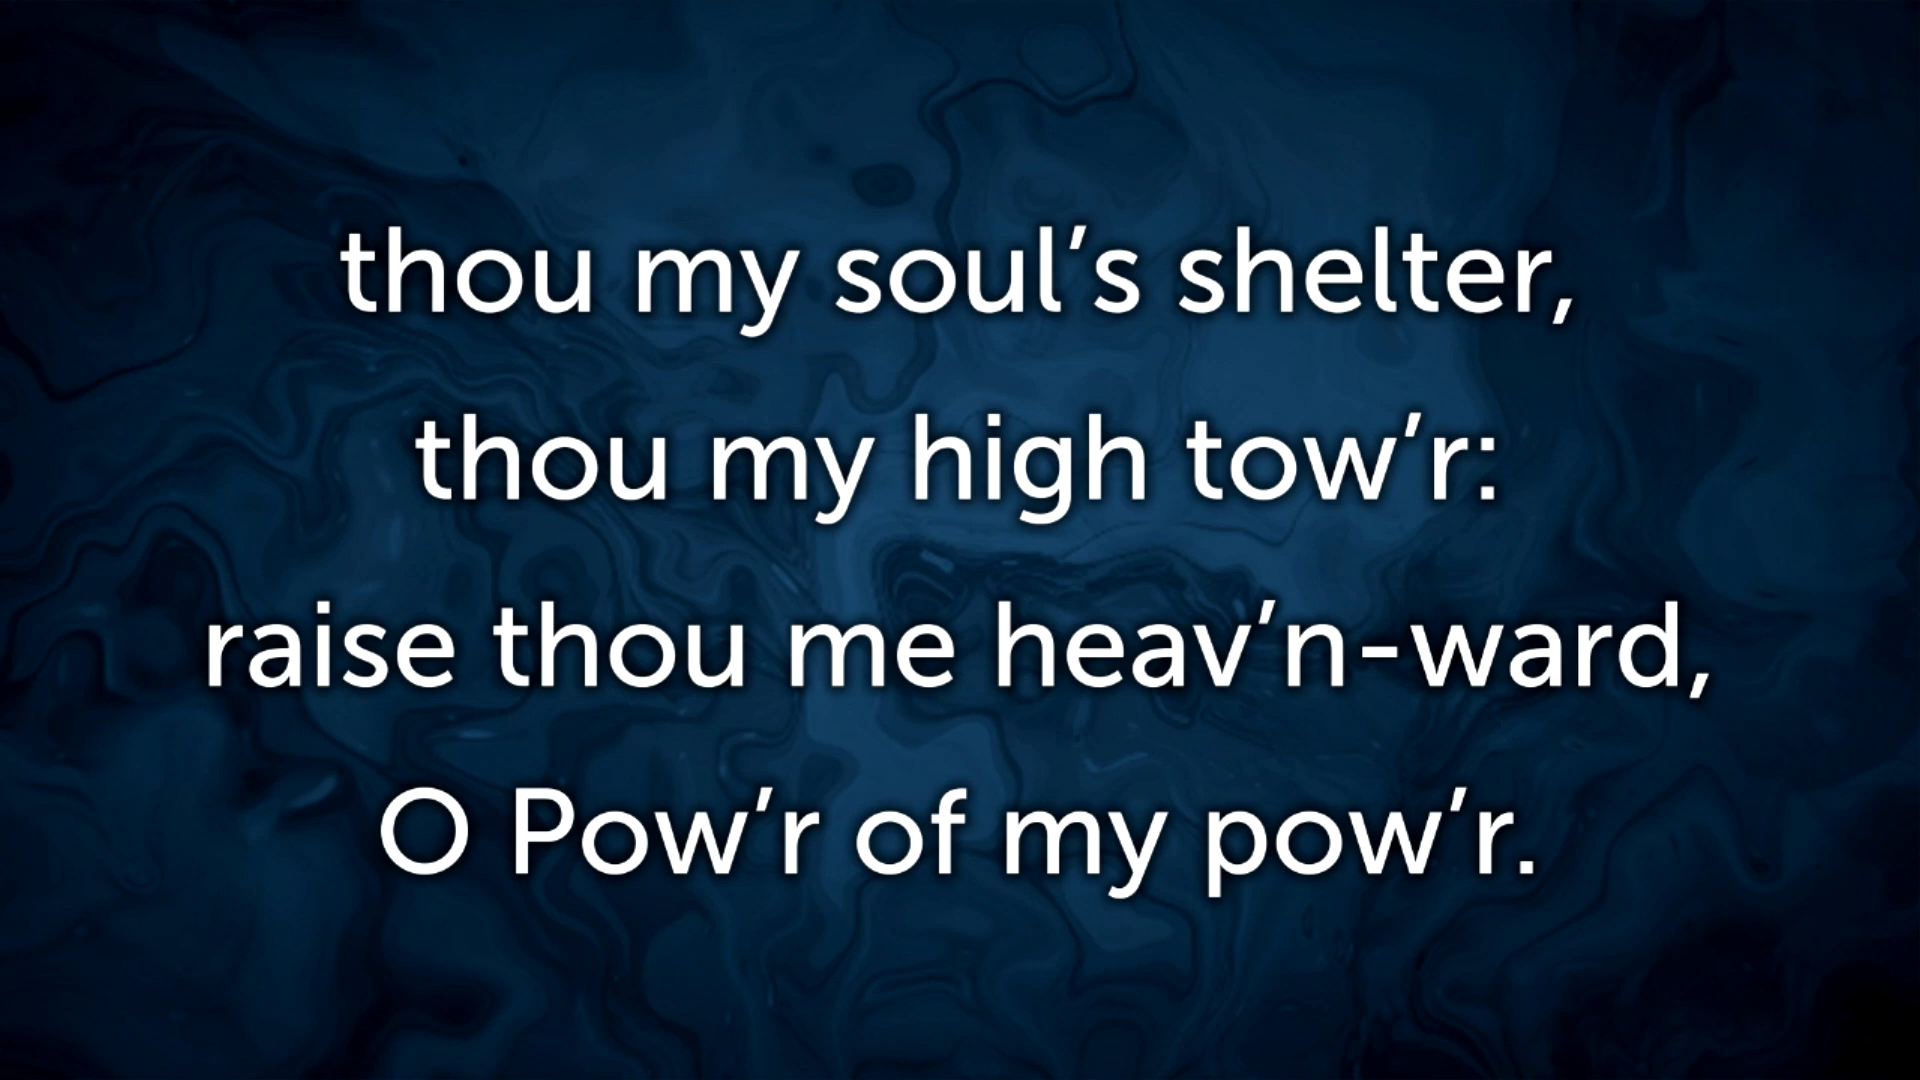 thou my soul’s shelter,
thou my high tow’r:
raise thou me heav’n-ward,
O Pow’r of my pow’r.